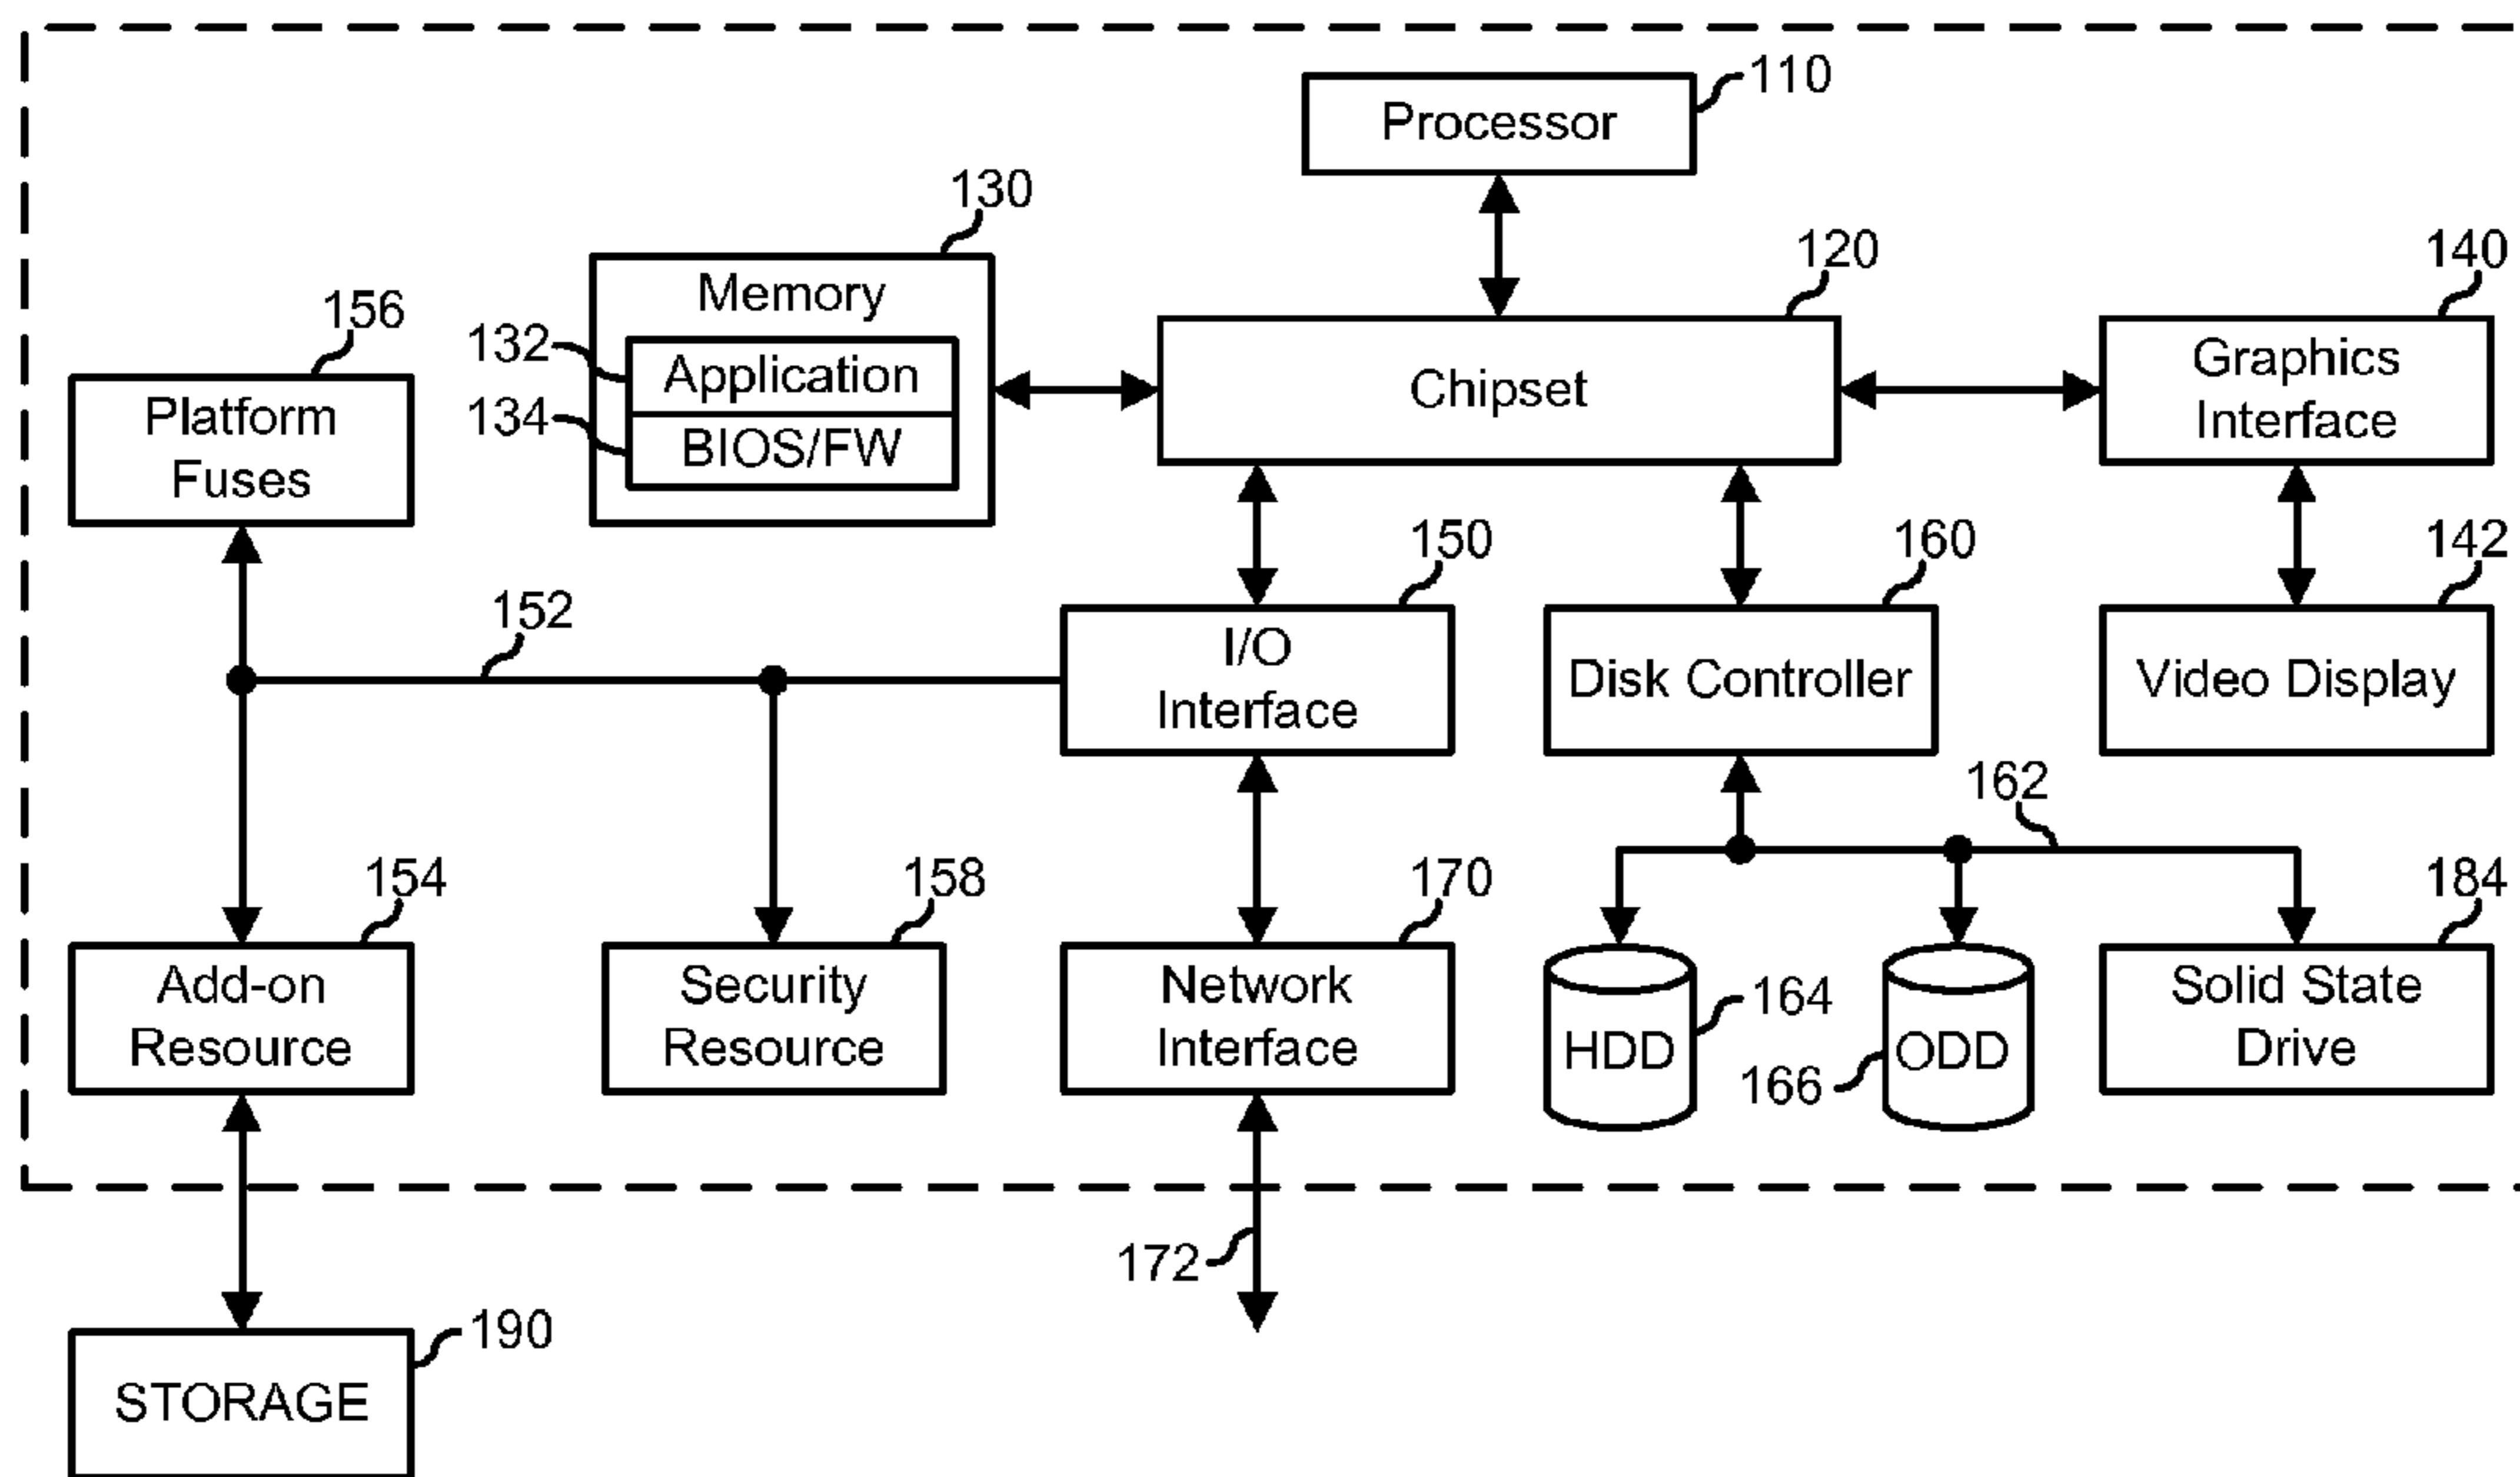 110
Processor
130
120
140
Memory
156
132
Application
Chipset
Graphics
Interface
Platform
Fuses
134
BIOS/FW
150
160
142
152
I/O
Interface
Disk Controller
Video Display
162
154
158
170
184
Add-on
Resource
Security
Resource
Network
Interface
HDD
164
166
ODD
Solid State
Drive
172
190
STORAGE